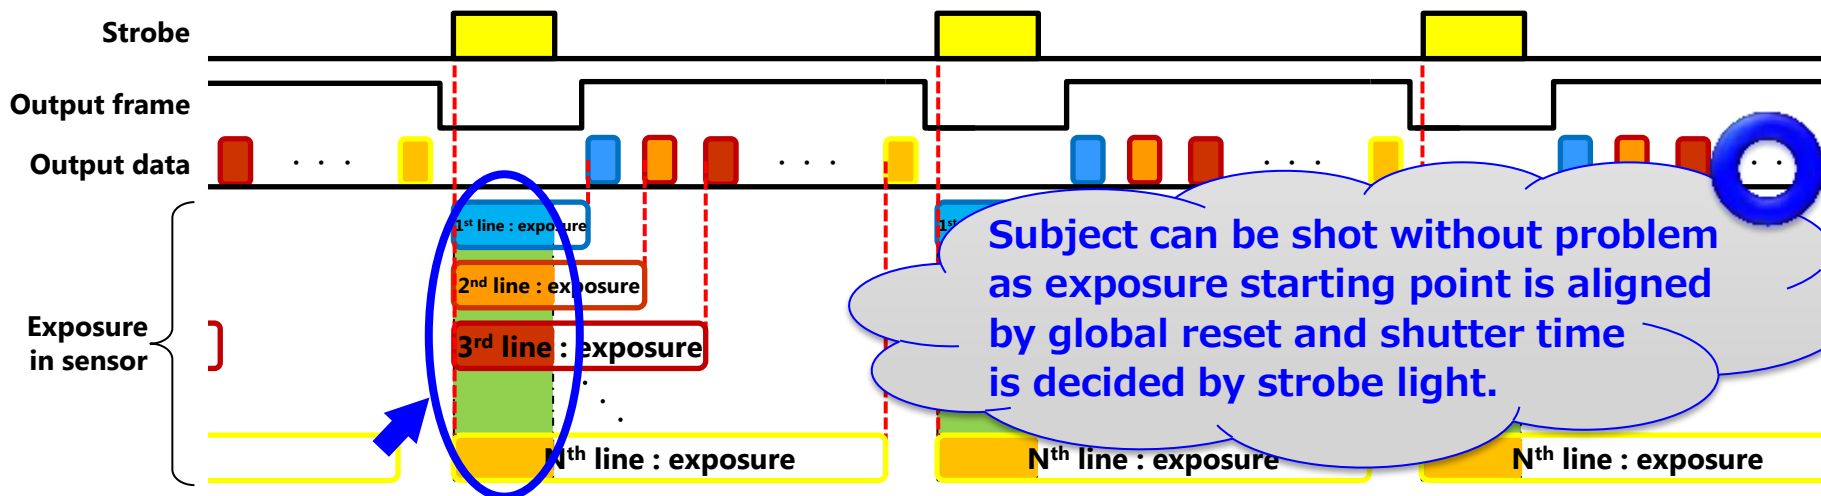 Strobe
Output frame
Output data
. . .
. . .
. . .
. .
Exposure
in sensor
1st line : exposure
2nd line : exposure
3rd line : exposure
Nth line : exposure
1st
Nth line : exposure
Nth line : exposure
Subject can be shot without problem
as exposure starting point is aligned
by global reset and shutter time
is decided by strobe light.